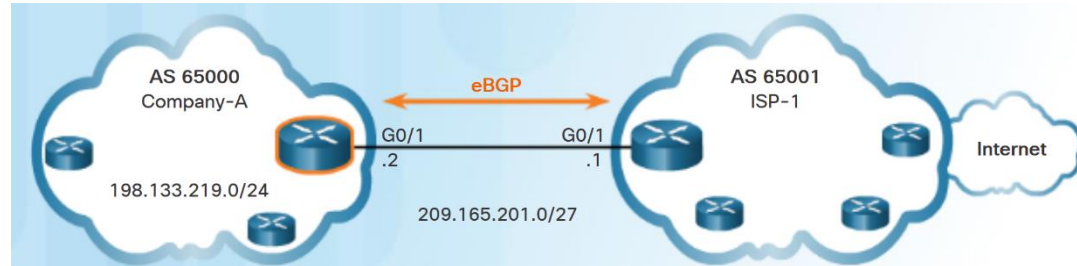 AS 65000
Company-A
198.133.219.0/24
eBGP
G0/1
.2
G0/1
.1
209.165.201.0/27
AS 65001
ISP-1
Internet